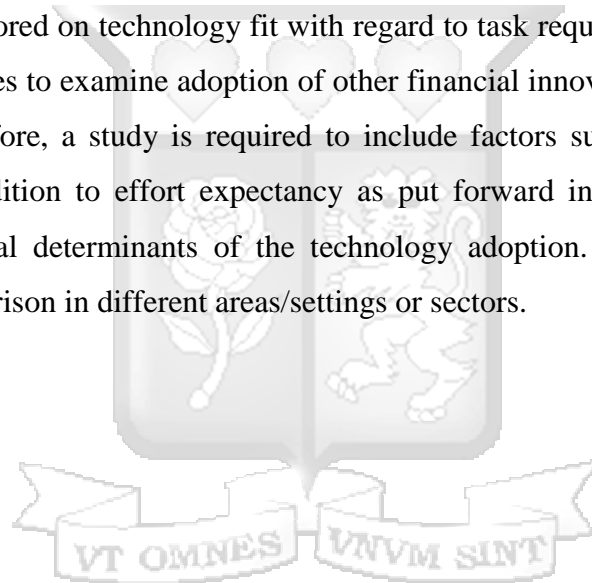 ored on technology fit with regard to task requ
es to examine adoption of other financial innov
fore, a study is required to include factors su
dition to effort expectancy as put forward in
al determinants of the technology adoption.
rison in different areas/settings or sectors.
VT OMNES VNVM SINT